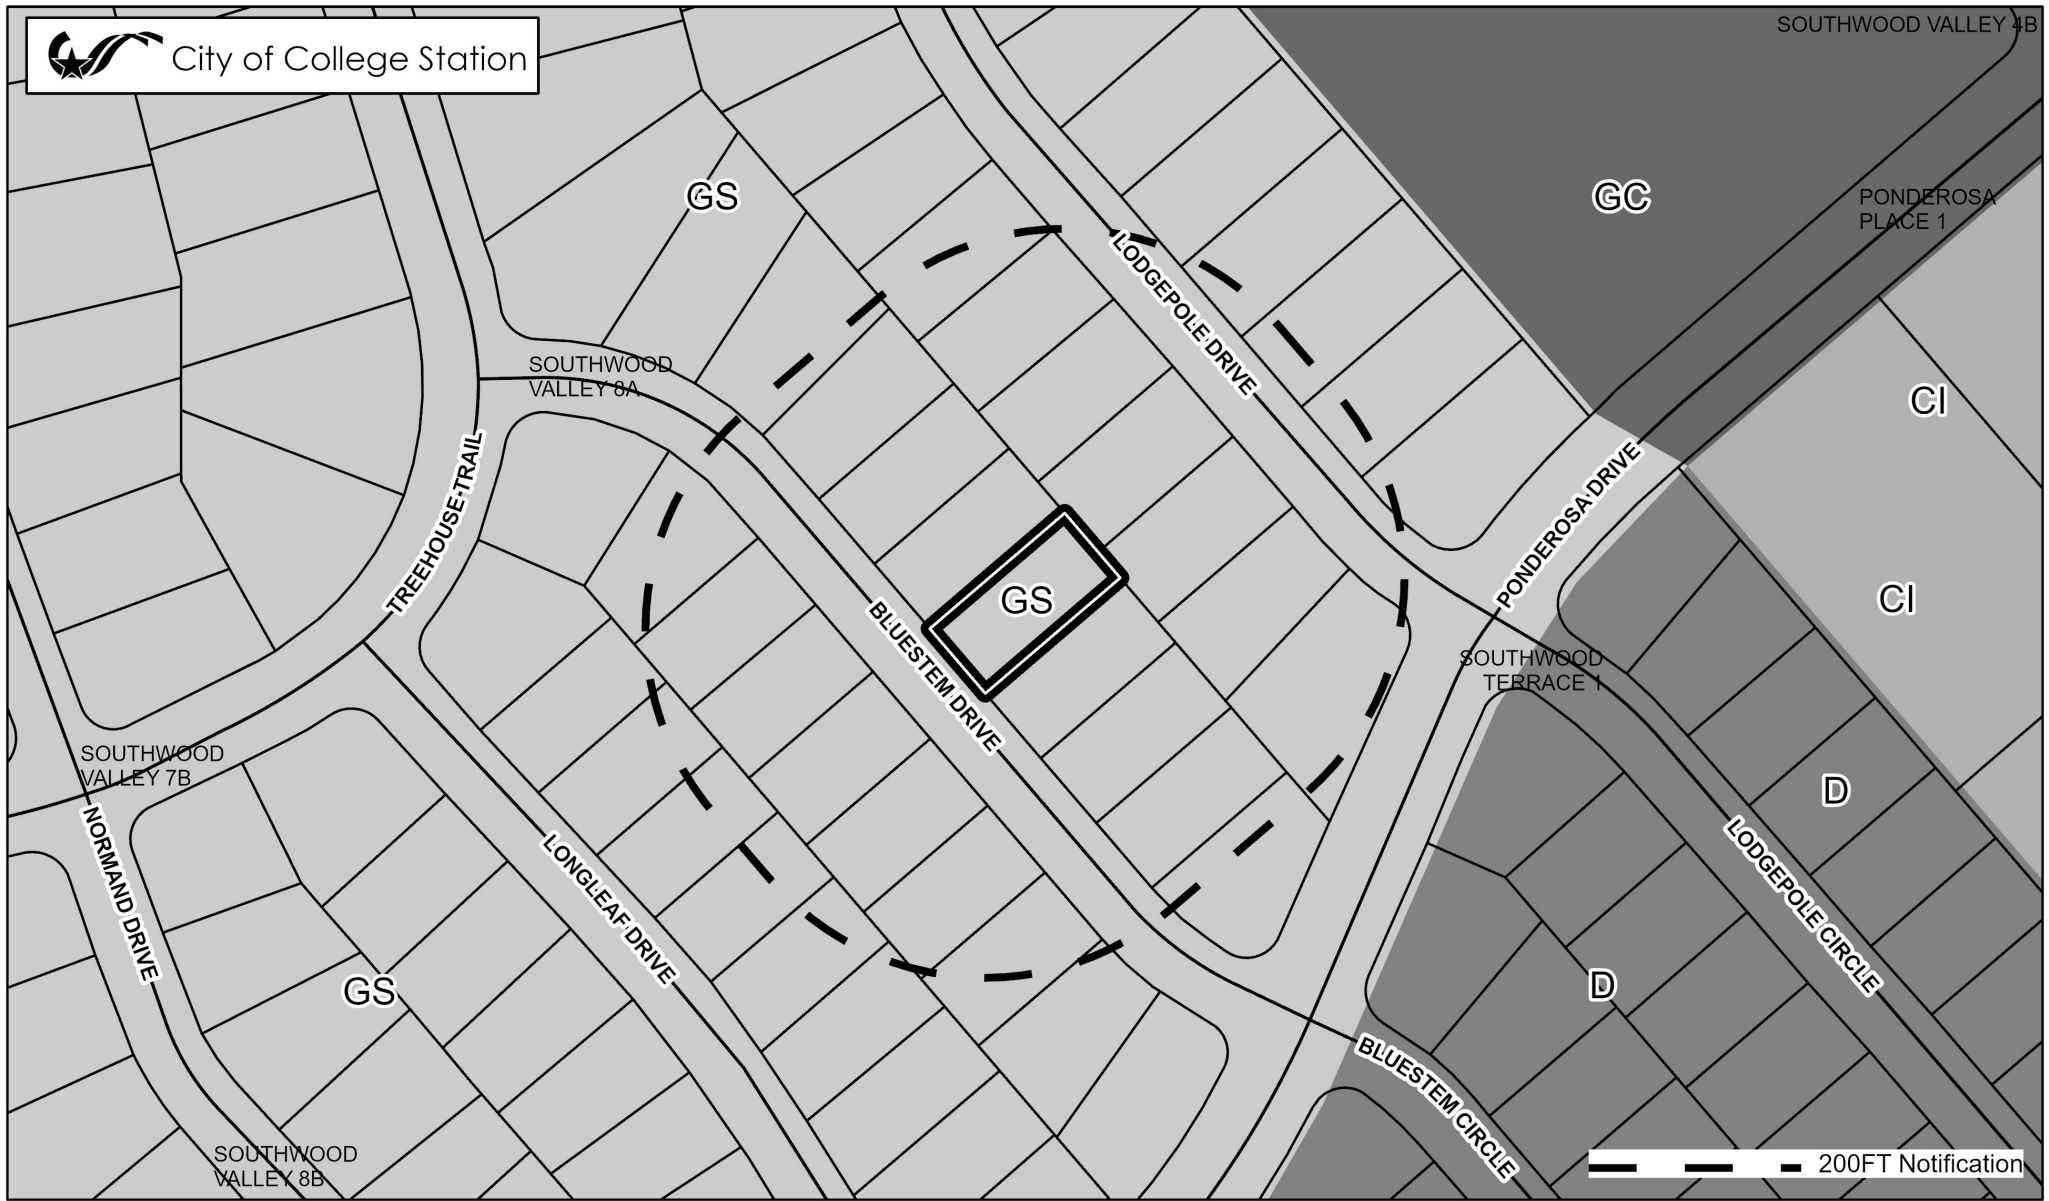 City of College Station
SOUTHWOOD VALLEY 4B
GS
GC
PONDEROSA
PLACE 1
LODGEPOLE DRIVE
SOUTHWOOD
VALLEY 8A
CI
TREEHOUSE TRAIL
PONDEROSA DRIVE
GS
CI
BLUESTEM DRIVE
SOUTHWOOD
TERRACE 1
SOUTHWOOD
VALLEY 7B
D
NORMAND DRIVE
LONGLEAF DRIVE
LODGEPOLE CIRCLE
GS
D
BLUESTEM CIRCLE
SOUTHWOOD
VALLEY 8B
200FT Notification